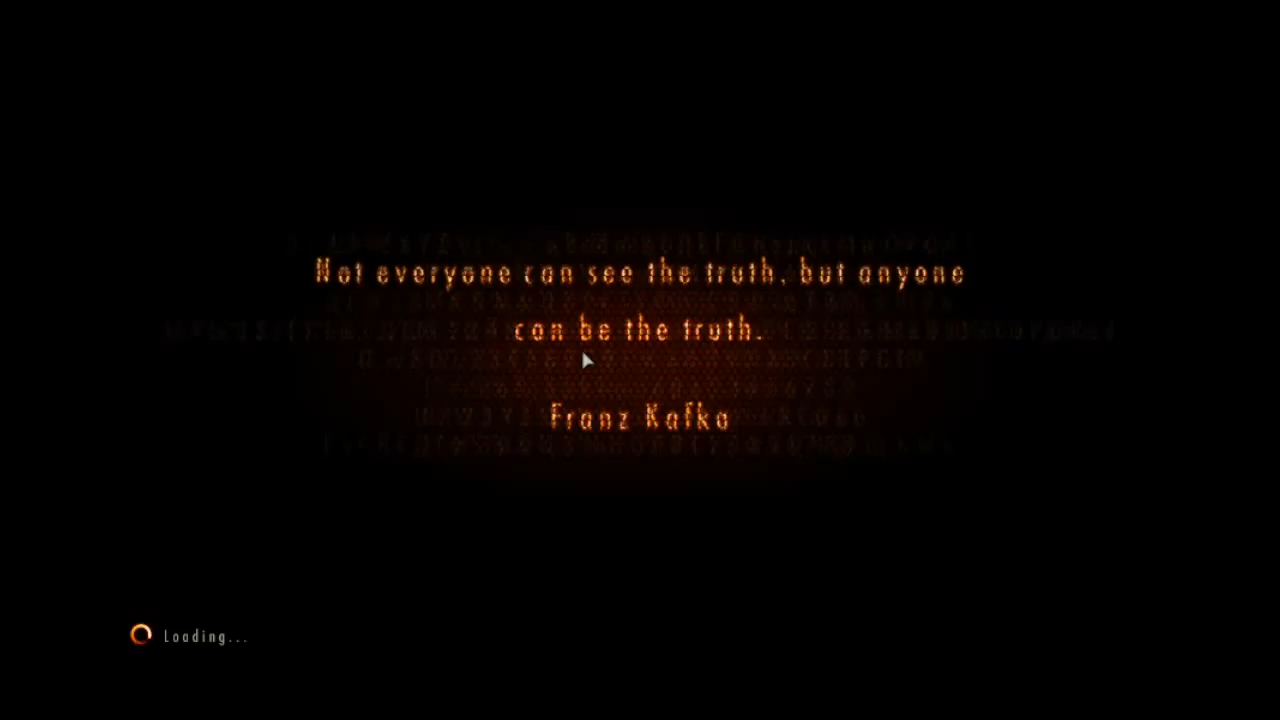 Not everyone can see the truth, but anyone
can be the truth.
Franz Kafka
Loading...